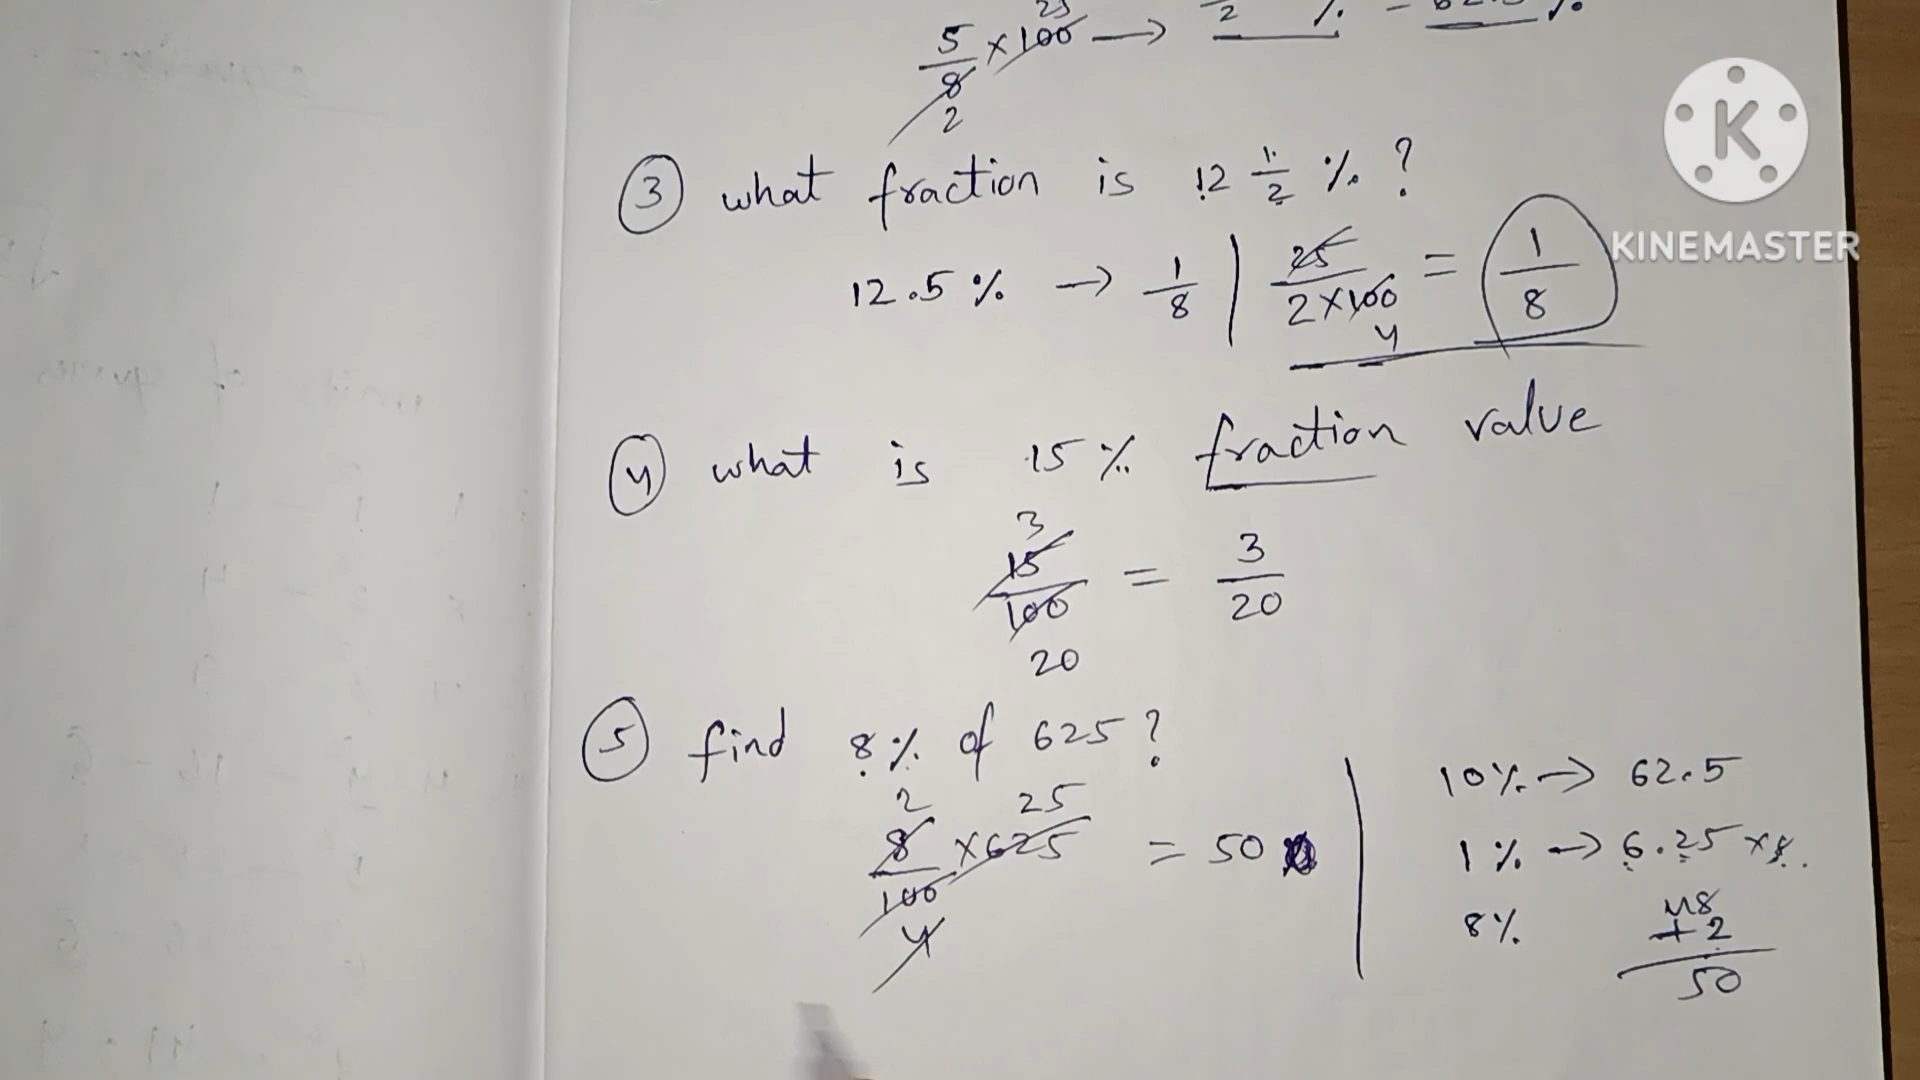 5/8 × 100 25 → /2 % =
2
③ what fraction is 12 1/2 % ?
12.5% → 1/8 | 25/2×100 = 1/8
4
KINEMASTER
④ what is 15% fraction value
3
15/100 = 3/20
20
⑤ find 8% of 625 ?
2 25
8/100 × 625 = 50
4
10% → 62.5
1% → 6.25 × 8
8% 48
+2
50